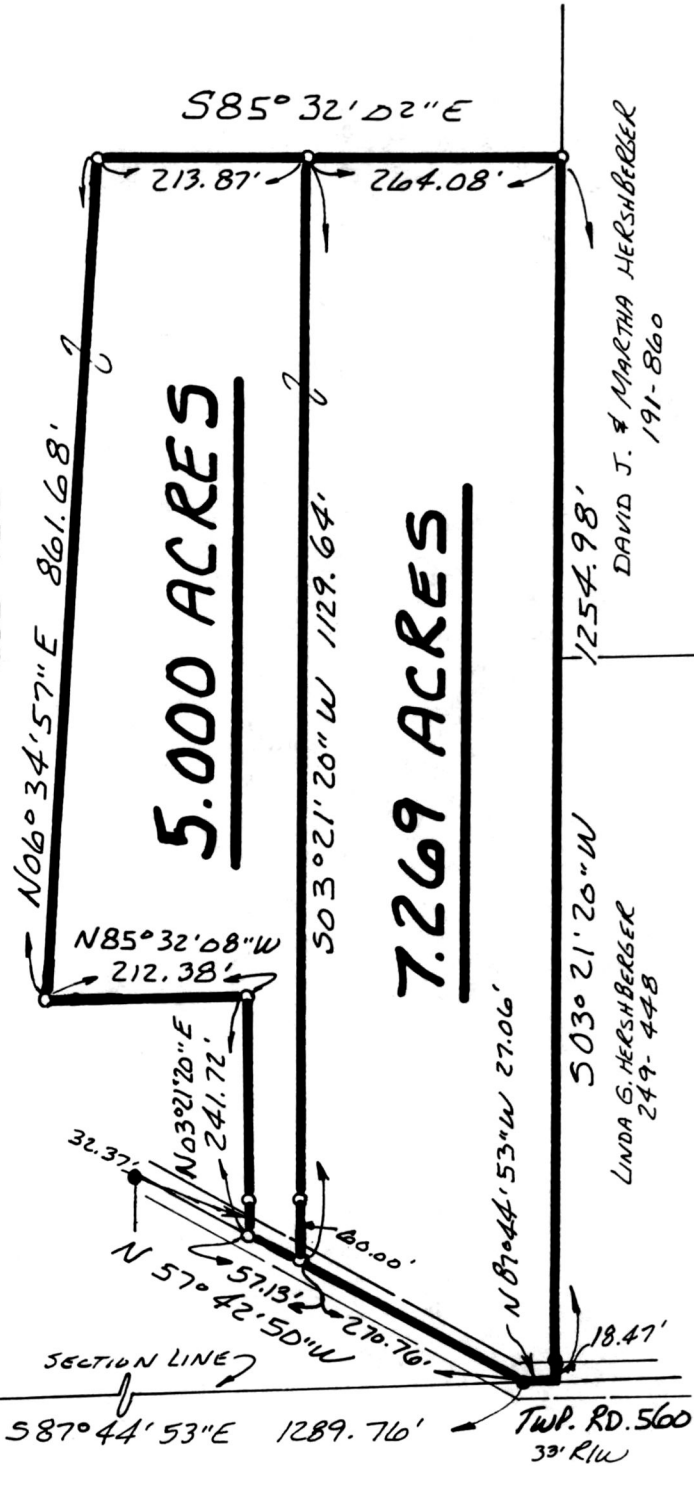 S85° 32' 02"E
213.87'
264.08'
DAVID J. & MARTHA HERSHBERGER
191-860
N06° 34' 57" E 861.68'
5.000 ACRES
S03°21'20"W 1129.64'
7.269 ACRES
1254.98'
S03° 21' 20"W
LINDA G. HERSHBERGER
249-448
N85°32'08"W
212.38'
N03°21'20"E
241.72'
32.37'
N 57° 42' 50"W
57.13'
60.00'
270.76'
N87°44'53"W 27.06'
18.47'
SECTION LINE
S87°44'53"E 1289.76'
TWP. RD. 560
33' R/W